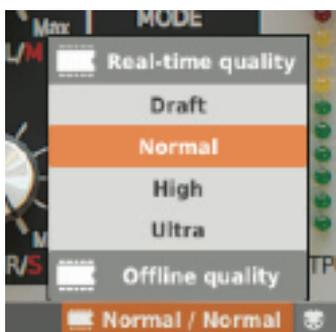 Max
MODE
L/M
Real-time quality
Draft
Normal
High
Ultra
M
R/S
Offline quality
TP
Normal / Normal